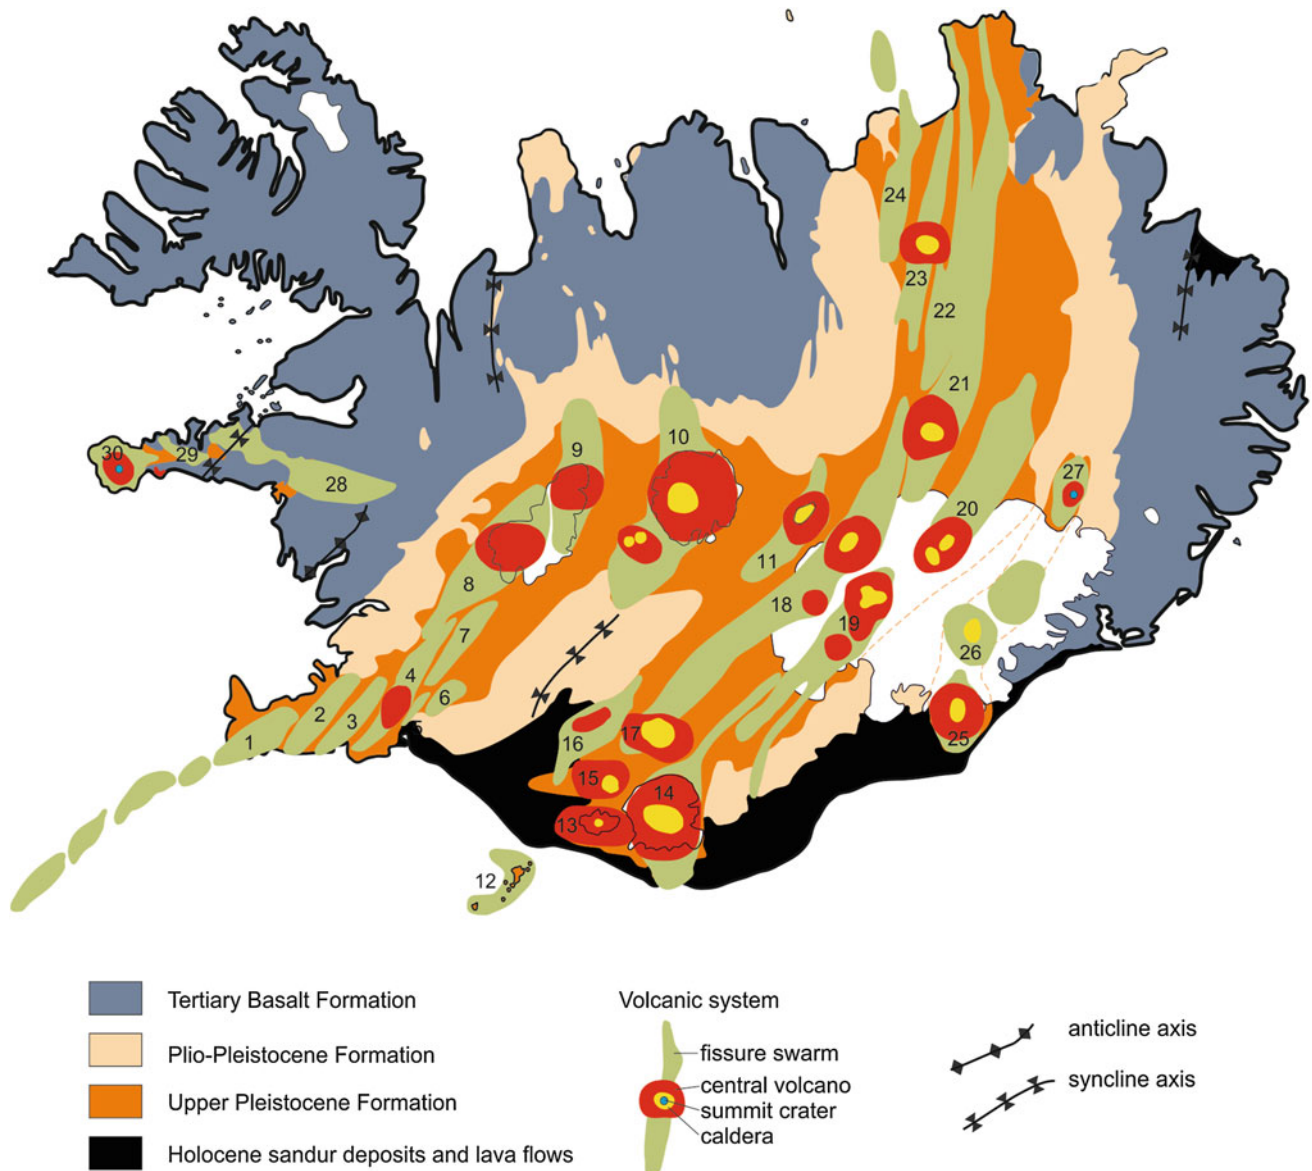 24
23
22
21
30
29
28
9
10
27
20
11
8
18
19
7
26
4
6
2
3
5
1
17
16
25
15
14
13
12
Tertiary Basalt Formation
Plio-Pleistocene Formation
Upper Pleistocene Formation
Holocene sandur deposits and lava flows
Volcanic system
fissure swarm
central volcano
summit crater
caldera
anticline axis
syncline axis